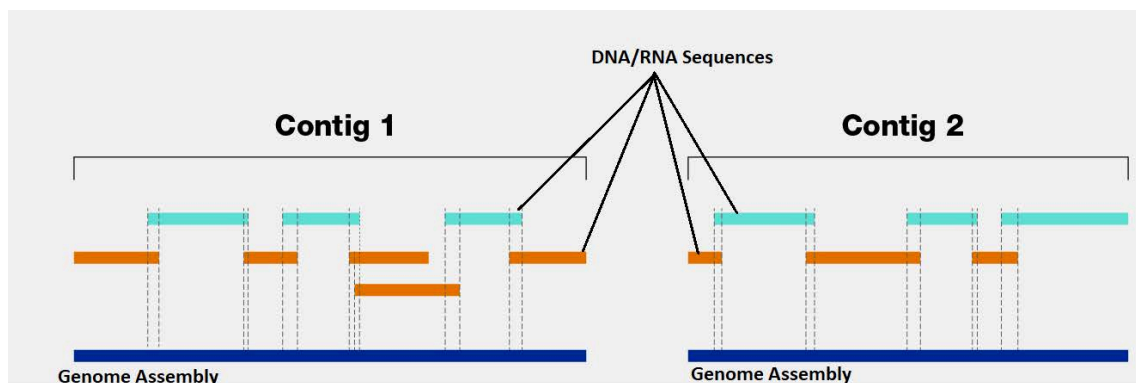 DNA/RNA Sequences
Contig 1
Contig 2
Genome Assembly
Genome Assembly